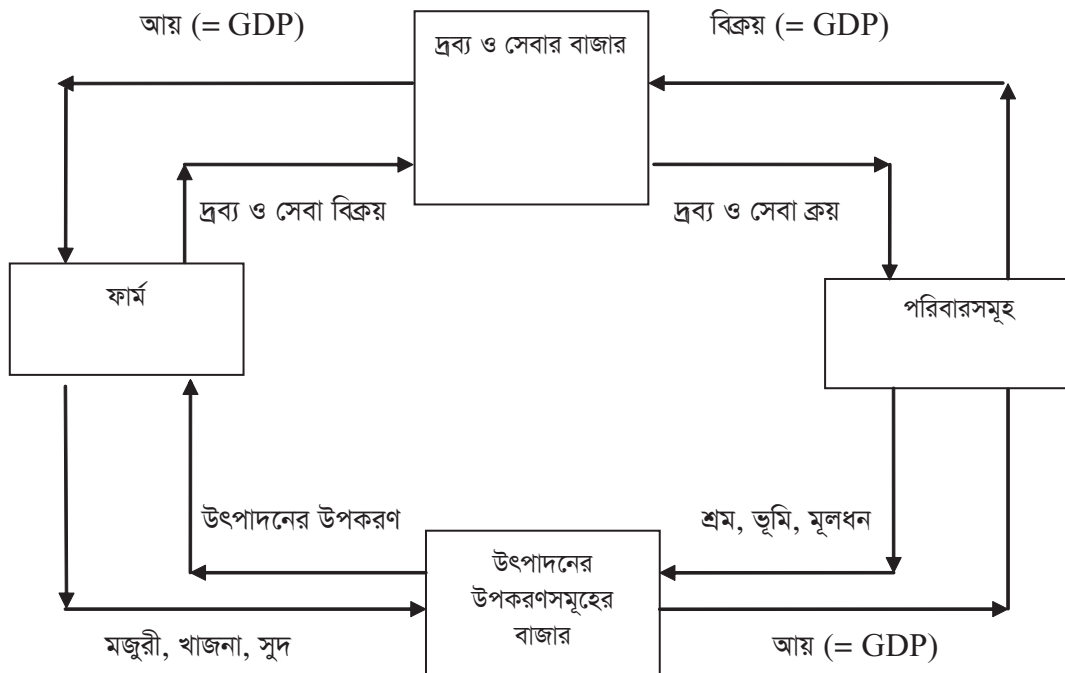 আয় (= GDP)
বিক্রয় (= GDP)
দ্রব্য ও সেবার বাজার
দ্রব্য ও সেবা বিক্রয়
দ্রব্য ও সেবা ক্রয়
ফার্ম
পরিবারসমূহ
উৎপাদনের উপকরণ
শ্রম, ভূমি, মূলধন
উৎপাদনের
উপকরণসমূহের
বাজার
মজুরী, খাজনা, সুদ
আয় (= GDP)